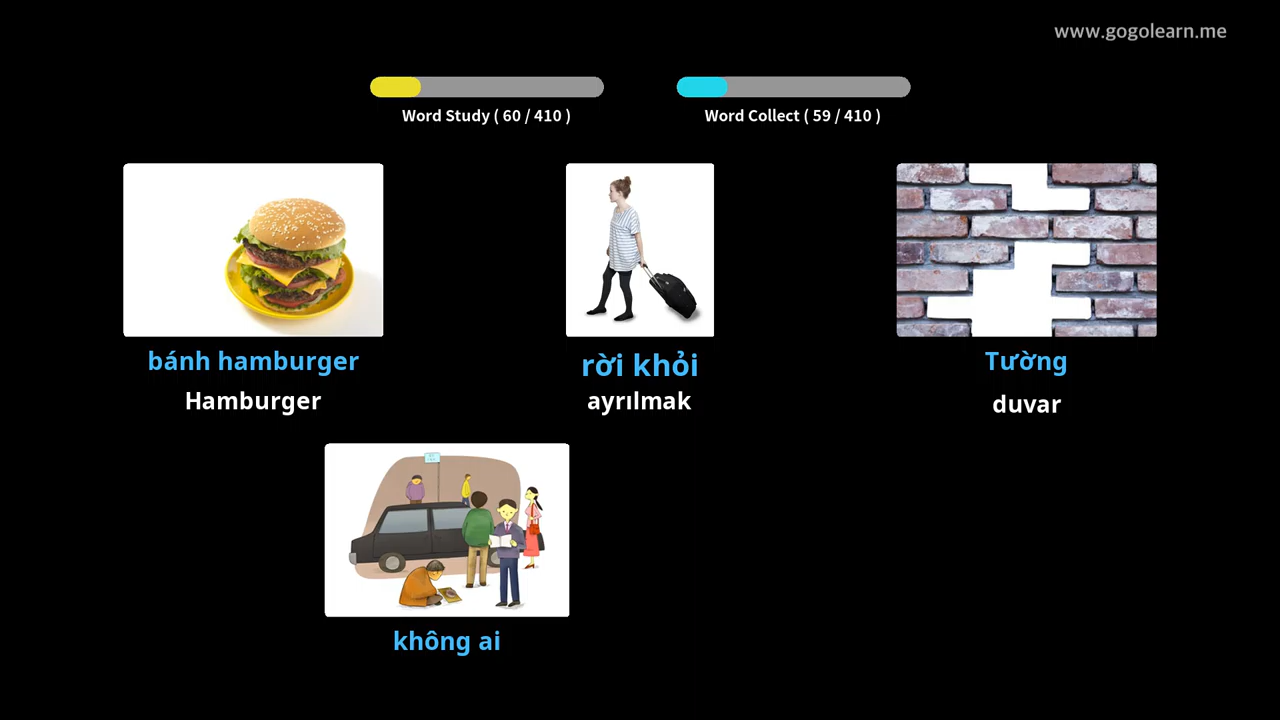 www.gogolearn.me
Word Study ( 60 / 410 )
Word Collect ( 59 / 410 )
bánh hamburger
Hamburger
rời khỏi
ayrılmak
Tường
duvar
không ai